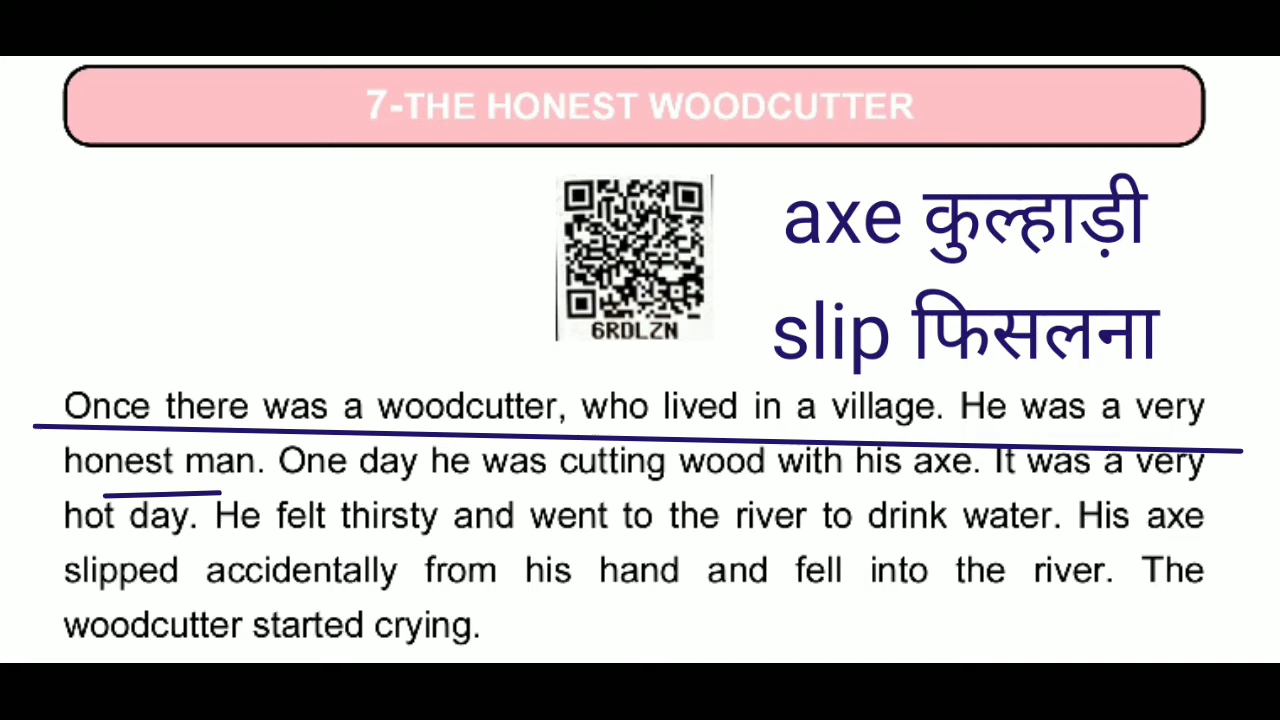 7-THE HONEST WOODCUTTER
axe कुल्हाड़ी
slip फिसलना
6RDLZN
Once there was a woodcutter, who lived in a village. He was a very
honest man. One day he was cutting wood with his axe. It was a very
hot day. He felt thirsty and went to the river to drink water. His axe
slipped accidentally from his hand and fell into the river. The
woodcutter started crying.